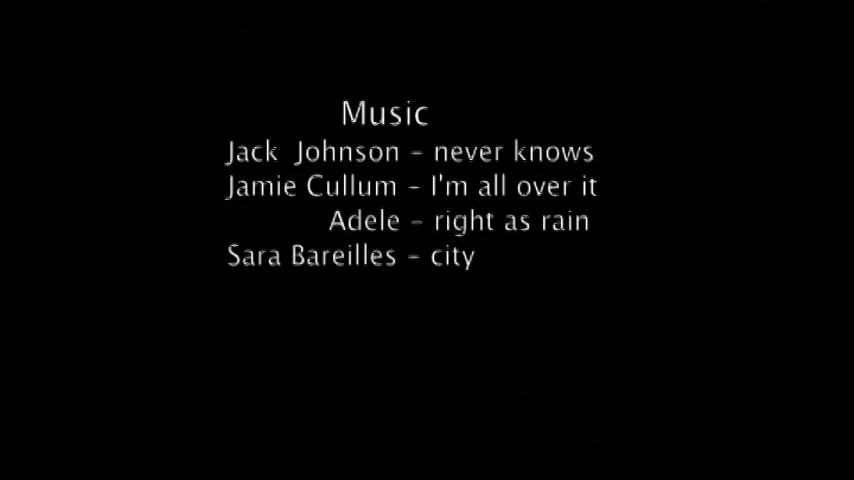 Music
Jack Johnson - never knows
Jamie Cullum - I'm all over it
Adele - right as rain
Sara Bareilles - city